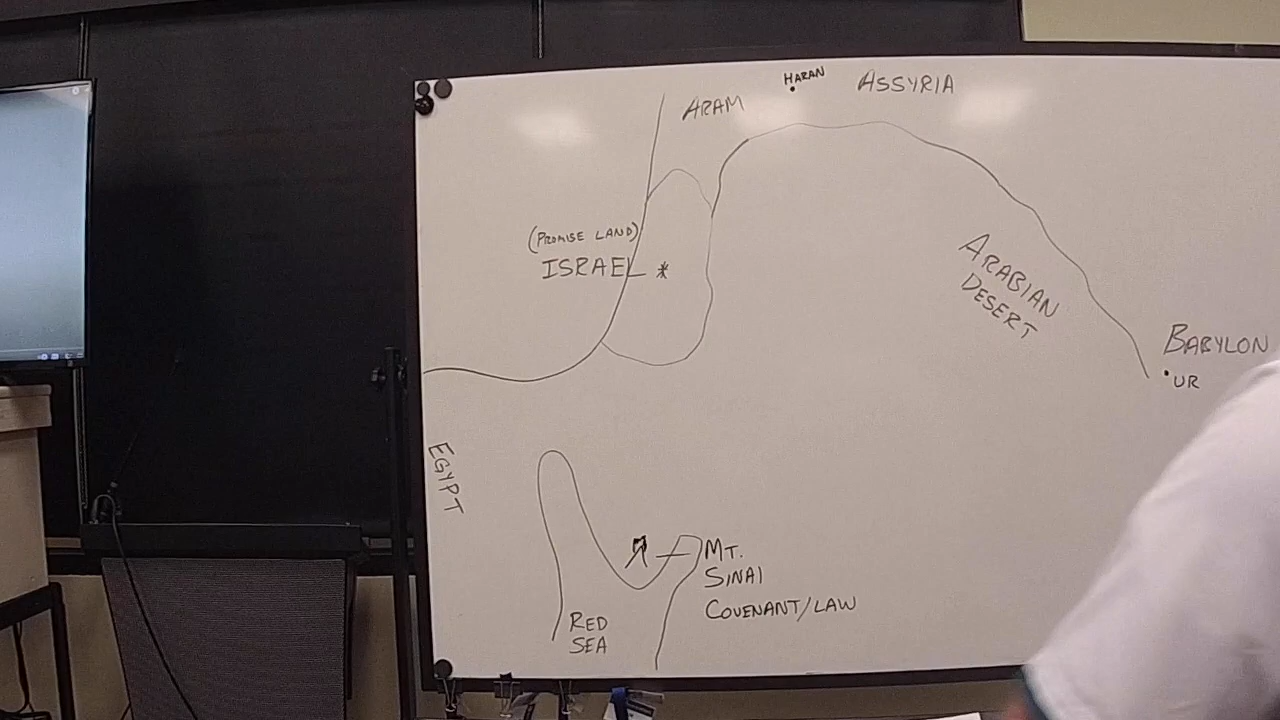 HARAN
ASSYRIA
ARAM
(PROMISE LAND)
ISRAEL
ARABIAN
DESERT
BABYLON
UR
EGYPT
MT.
SINAI
COVENANT/LAW
RED
SEA